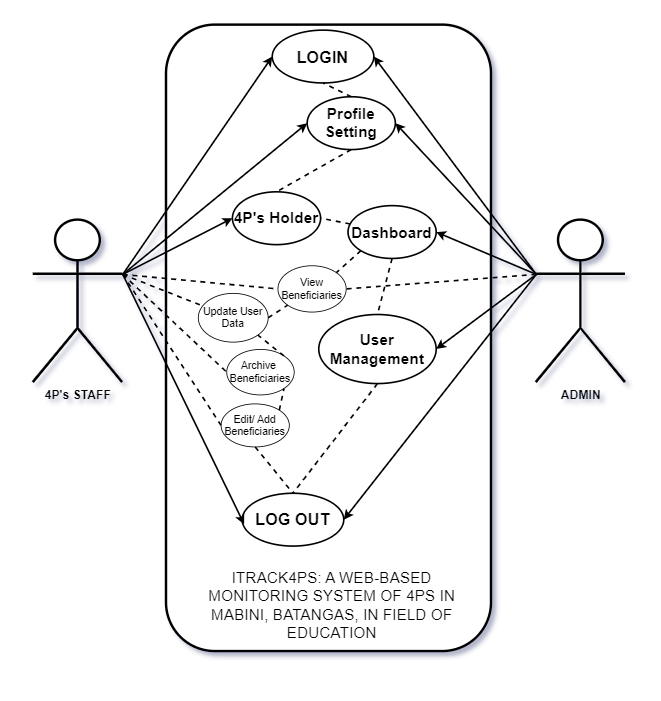 LOGIN
Profile
Setting
4P's Holder
Dashboard
View
Beneficiaries
Update User
Data
User
Management
Archive
Beneficiaries
4P's STAFF
ADMIN
Edit/ Add
Beneficiaries
LOG OUT
ITRACK4PS: A WEB-BASED
MONITORING SYSTEM OF 4PS IN
MABINI, BATANGAS, IN FIELD OF
EDUCATION